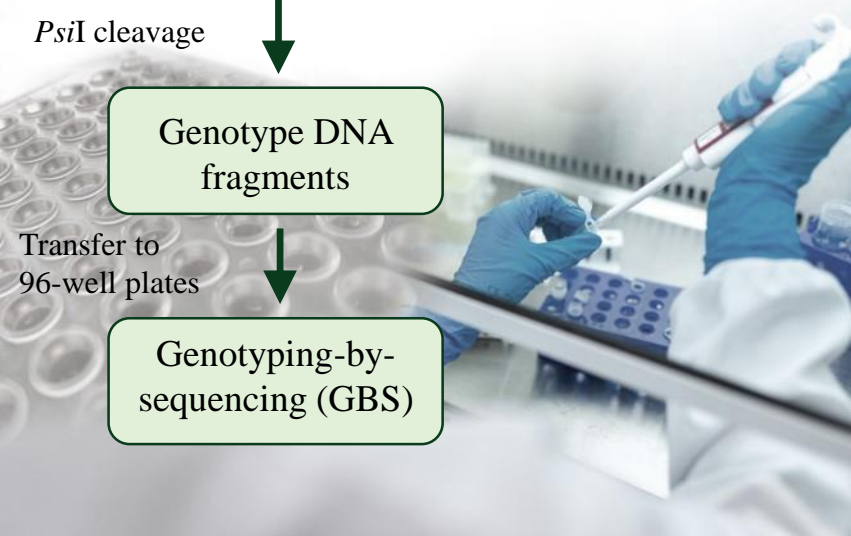 PsiI cleavage
Genotype DNA
fragments
Transfer to
96-well plates
Genotyping-by-
sequencing (GBS)